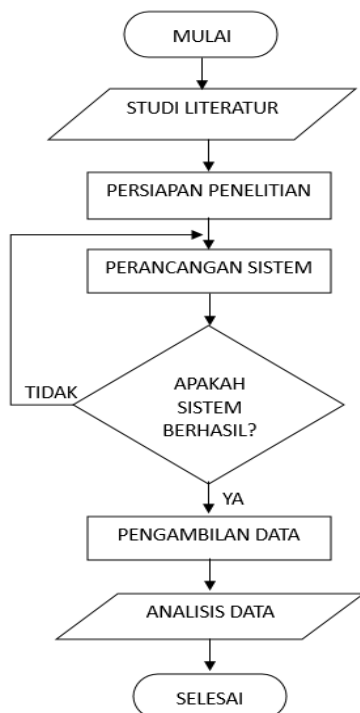 MULAI
STUDI LITERATUR
PERSIAPAN PENELITIAN
PERANCANGAN SISTEM
APAKAH
SISTEM
BERHASIL?
TIDAK
YA
PENGAMBILAN DATA
ANALISIS DATA
SELESAI